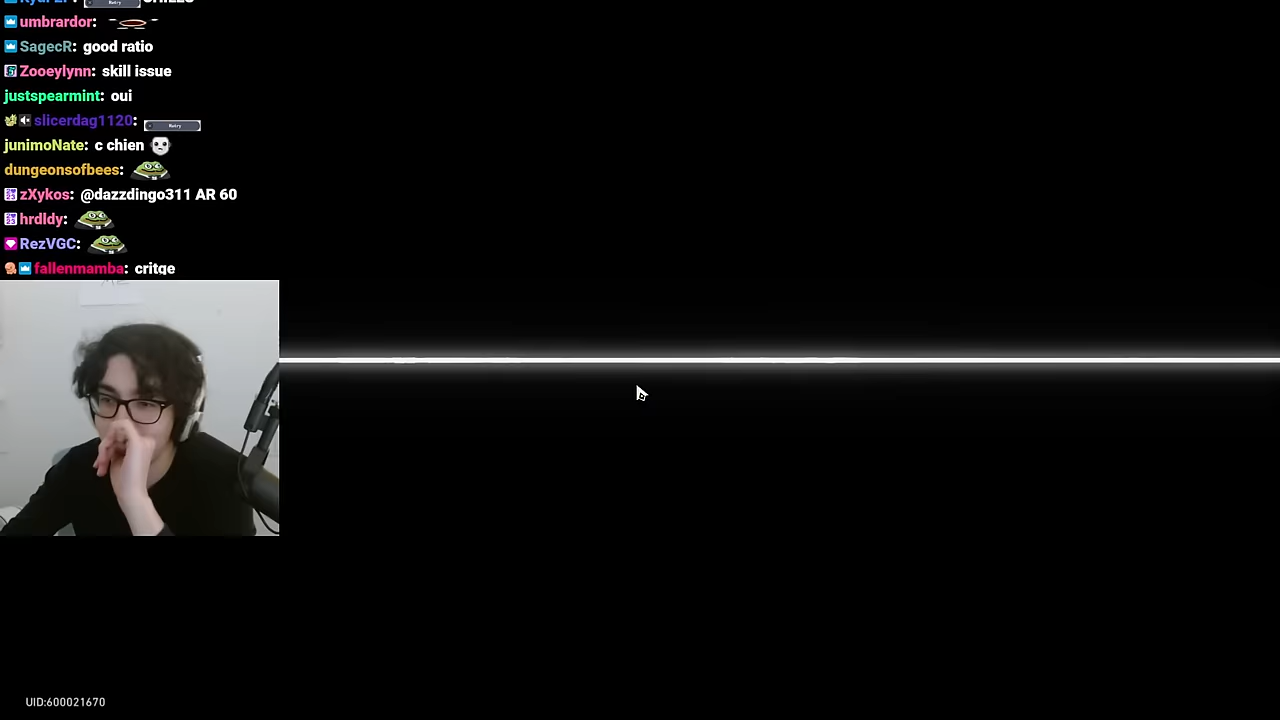 umbrardor:
SagecR: good ratio
Zooeylynn: skill issue
justspearmint: oui
slicerdag1120: Retry
junimoNate: c chien
dungeonsofbees:
zXykos: @dazzdingo311 AR 60
hrdldy:
RezVGC:
fallenmamba: critge
UID:600021670